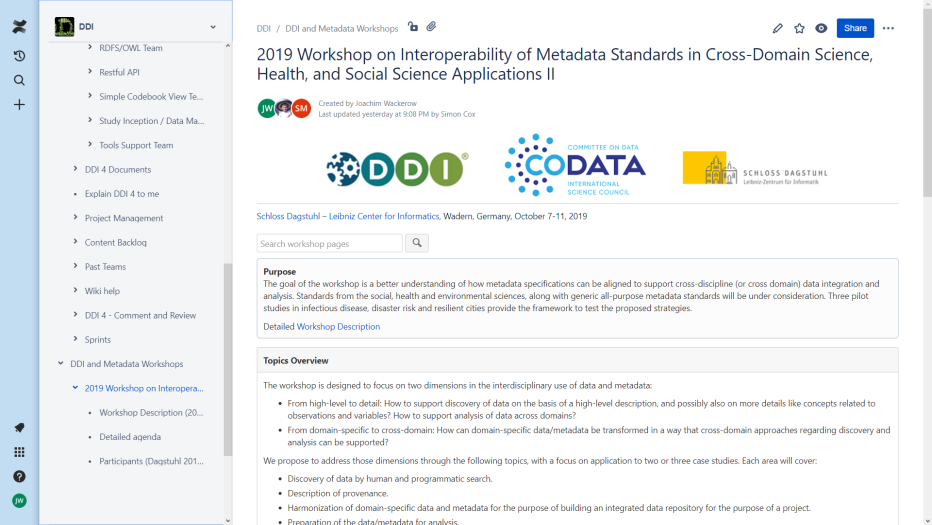 DDI
RDFS/OWL Team
Restful API
Simple Codebook View Te...
Study Inception / Data Ma...
Tools Support Team
DDI 4 Documents
Explain DDI 4 to me
Project Management
Content Backlog
Past Teams
Wiki help
DDI 4 - Comment and Review
Sprints
DDI and Metadata Workshops
2019 Workshop on Interopera...
Workshop Description (20...
Detailed agenda
Participants (Dagstuhl 201...
JW
DDI / DDI and Metadata Workshops
Share
2019 Workshop on Interoperability of Metadata Standards in Cross-Domain Science,
Health, and Social Science Applications II
JW SM
Created by Joachim Wackerow
Last updated yesterday at 9:08 PM by Simon Cox
DDI®
COMMITTEE ON DATA
CODATA
INTERNATIONAL
SCIENCE COUNCIL
SCHLOSS DAGSTUHL
Leibniz-Zentrum für Informatik
Schloss Dagstuhl – Leibniz Center for Informatics, Wadern, Germany, October 7-11, 2019
Search workshop pages
Purpose
The goal of the workshop is a better understanding of how metadata specifications can be aligned to support cross-discipline (or cross domain) data integration and
analysis. Standards from the social, health and environmental sciences, along with generic all-purpose metadata standards will be under consideration. Three pilot
studies in infectious disease, disaster risk and resilient cities provide the framework to test the proposed strategies.
Detailed Workshop Description
Topics Overview
The workshop is designed to focus on two dimensions in the interdisciplinary use of data and metadata:
• From high-level to detail: How to support discovery of data on the basis of a high-level description, and possibly also on more details like concepts related to
observations and variables? How to support analysis of data across domains?
• From domain-specific to cross-domain: How can domain-specific data/metadata be transformed in a way that cross-domain approaches regarding discovery and
analysis can be supported?
We propose to address those dimensions through the following topics, with a focus on application to two or three case studies. Each area will cover:
• Discovery of data by human and programmatic search.
• Description of provenance.
• Harmonization of domain-specific data and metadata for the purpose of building an integrated data repository for the purpose of a project.
• Preparation of the data/metadata for analysis.